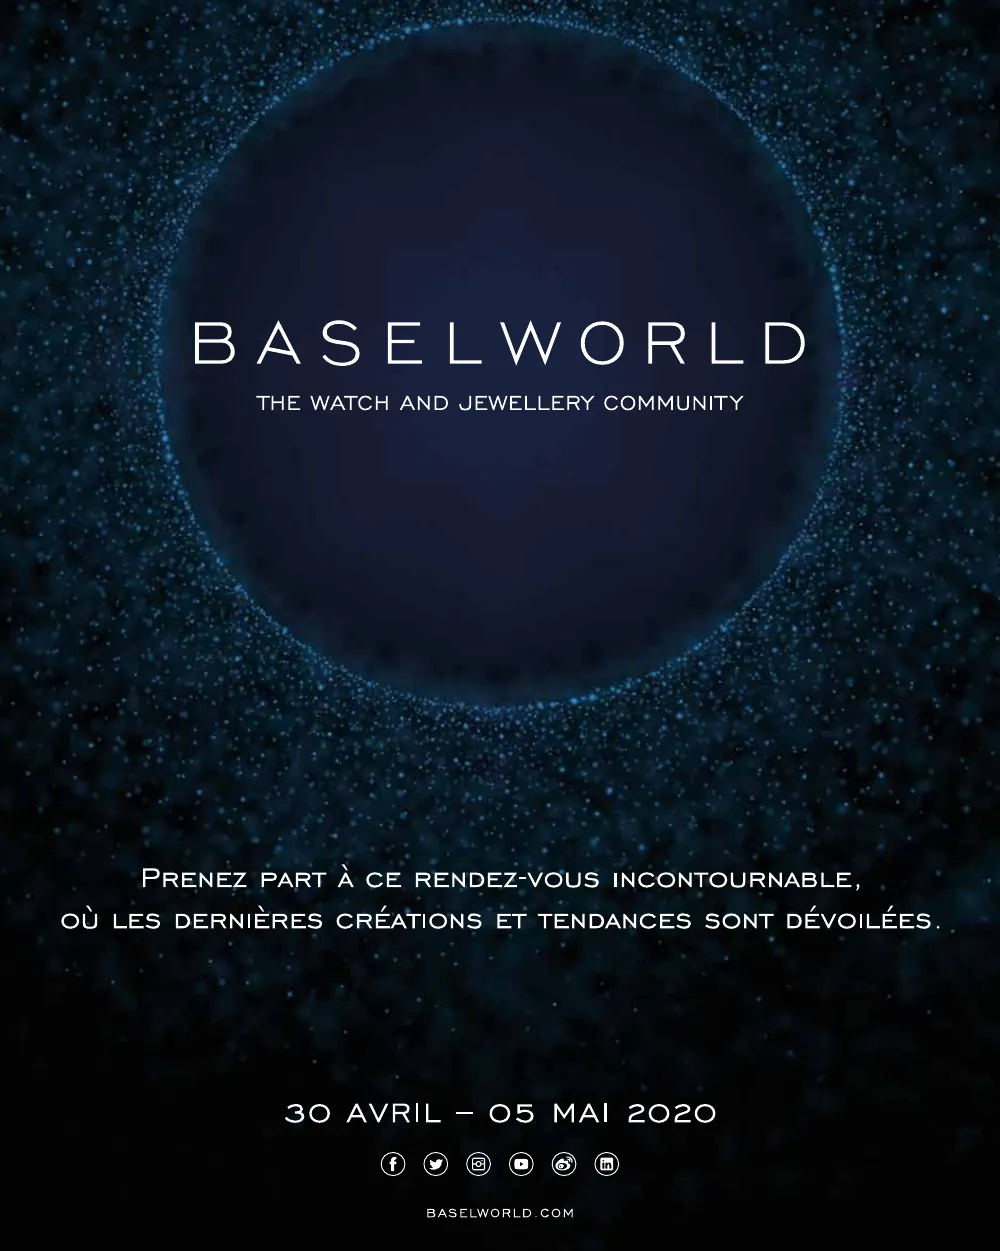 BASELWORLD
THE WATCH AND JEWELLERY COMMUNITY
PRENEZ PART À CE RENDEZ-VOUS INCONTOURNABLE,
OÙ LES DERNIÈRES CRÉATIONS ET TENDANCES SONT DÉVOILÉES.
30 AVRIL – 05 MAI 2020
BASELWORLD.COM